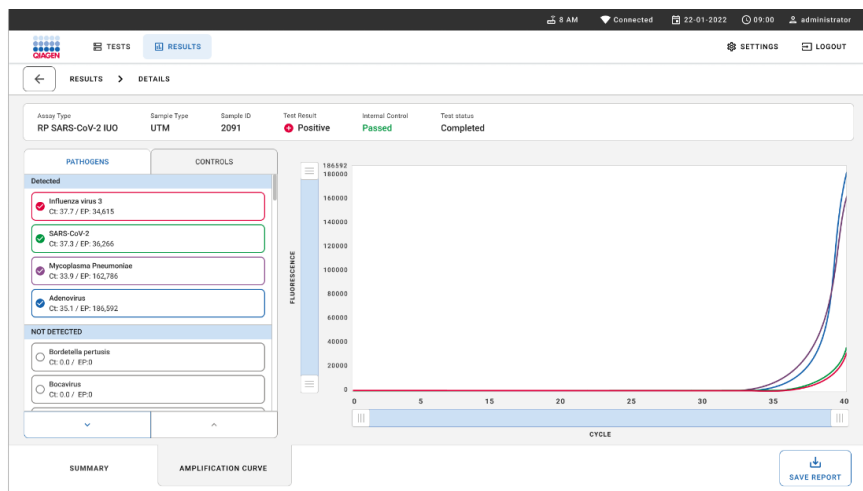 8 AM Connected 22-01-2022 09:00 administrator
QIAGEN TESTS RESULTS SETTINGS LOGOUT
RESULTS > DETAILS
Assay Type Sample Type Sample ID Test Result Internal Control Test status
RP SARS-CoV-2 IUO UTM 2091 Positive Passed Completed
PATHOGENS CONTROLS
Detected
Influenza virus 3
Ct: 37.7 / EP: 34,615
SARS-CoV-2
Ct: 37.3 / EP: 36,266
Mycoplasma Pneumoniae
Ct: 33.9 / EP: 162,786
Adenovirus
Ct: 35.1 / EP: 186,592
NOT DETECTED
Bordetella pertusis
Ct: 0.0 / EP:0
Bocavirus
Ct: 0.0 / EP:0
FLUORESCENCE
186592
180000
160000
140000
120000
100000
80000
60000
40000
20000
0
0 5 15 20 25 30 35 40
CYCLE
SUMMARY AMPLIFICATION CURVE SAVE REPORT